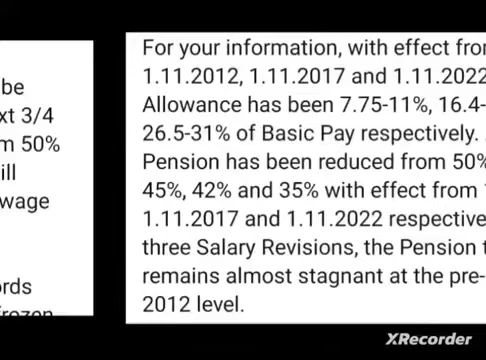 be
xt 3/4
m 50%
ill
wage
rds
frozen
For your information, with effect from
1.11.2012, 1.11.2017 and 1.11.2022
Allowance has been 7.75-11%, 16.4-
26.5-31% of Basic Pay respectively.
Pension has been reduced from 50%
45%, 42% and 35% with effect from
1.11.2017 and 1.11.2022 respective
three Salary Revisions, the Pension
remains almost stagnant at the pre-
2012 level.
XRecorder